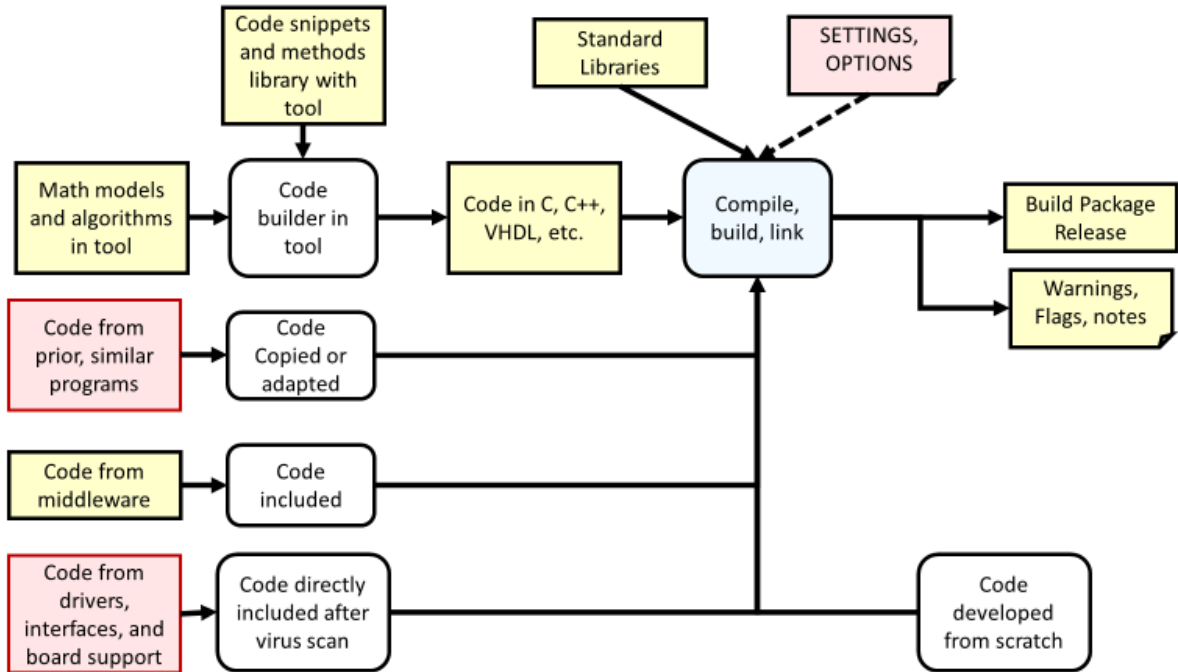 Code snippets
and methods
library with
tool
Standard
Libraries
SETTINGS,
OPTIONS
Math models
and algorithms
in tool
Code
builder in
tool
Code in C, C++,
VHDL, etc.
Compile,
build, link
Build Package
Release
Warnings,
Flags, notes
Code from
prior, similar
programs
Code
Copied or
adapted
Code from
middleware
Code
included
Code from
drivers,
interfaces, and
board support
Code directly
included after
virus scan
Code
developed
from scratch